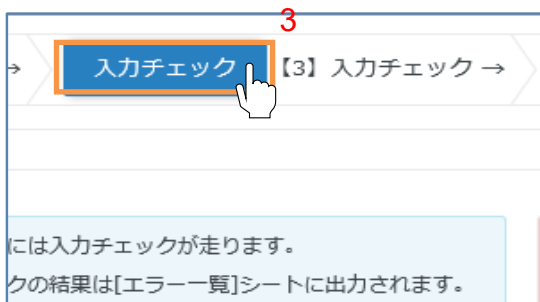 3
→
入力チェック
【3】入力チェック →
には入力チェックが走ります。
クの結果は[エラー一覧]シートに出力されます。